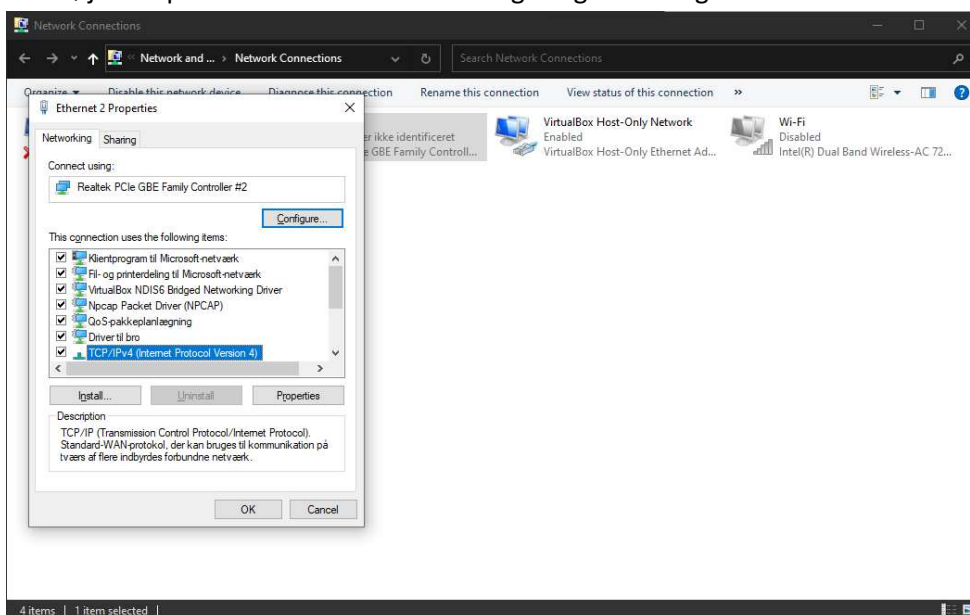 Network Connections
Network and ... › Network Connections
Search Network Connections
Organize
Disable this network device
Diagnose this connection
Rename this connection
View status of this connection
»
Ethernet 2 Properties
Networking
Sharing
Connect using:
Realtek PCIe GBE Family Controller #2
Configure...
This connection uses the following items:
Klientprogram til Microsoft-netværk
Fil- og printerdeling til Microsoft-netværk
VirtualBox NDIS6 Bridged Networking Driver
Npcap Packet Driver (NPCAP)
QoS-pakkeplanlægning
Driver til bro
TCP/IPv4 (Internet Protocol Version 4)
Install...
Uninstall
Properties
Description
TCP/IP (Transmission Control Protocol/Internet Protocol).
Standard-WAN-protokol, der kan bruges til kommunikation på
tværs af flere indbyrdes forbundne netværk.
OK
Cancel
ikke identificeret
GBE Family Controll...
VirtualBox Host-Only Network
Enabled
VirtualBox Host-Only Ethernet Ad...
Wi-Fi
Disabled
Intel(R) Dual Band Wireless-AC 72...
4 items | 1 item selected |